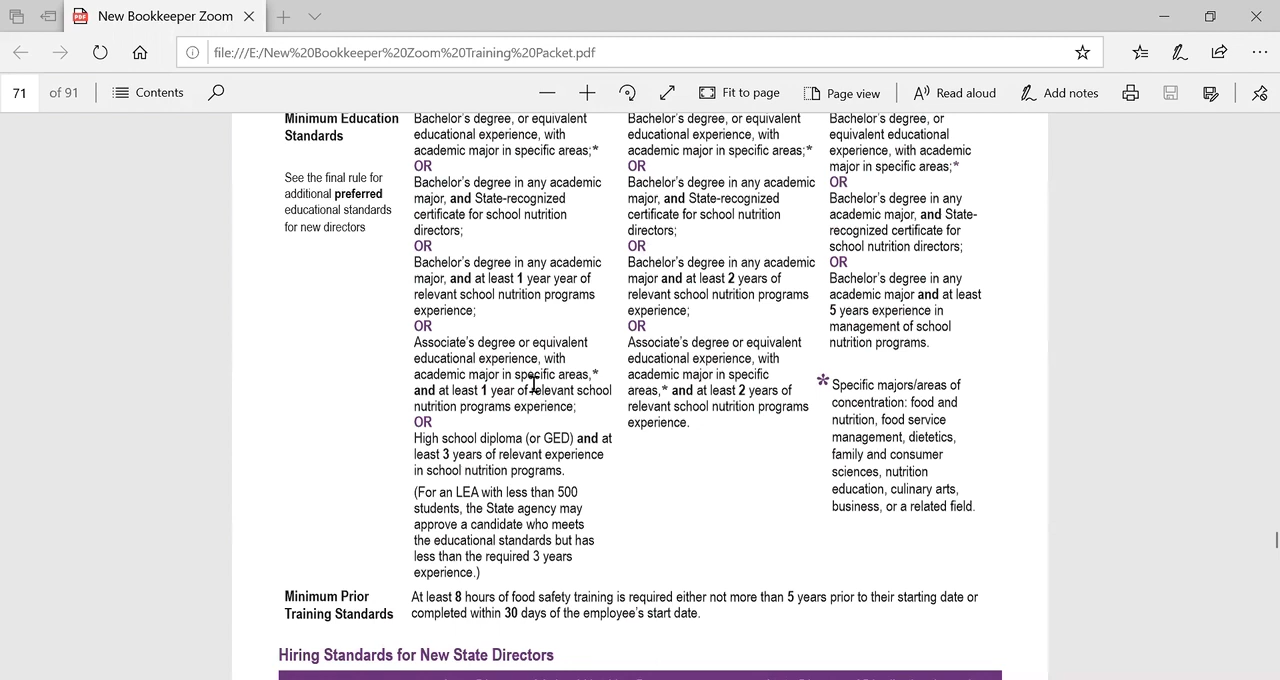 New Bookkeeper Zoom
file:///E:/New%20Bookkeeper%20Zoom%20Training%20Packet.pdf
71 of 91 Contents Fit to page Page view Read aloud Add notes
Minimum Education
Standards
See the final rule for
additional preferred
educational standards
for new directors
Bachelor's degree, or equivalent
educational experience, with
academic major in specific areas;*
OR
Bachelor's degree in any academic
major, and State-recognized
certificate for school nutrition
directors;
OR
Bachelor's degree in any academic
major, and at least 1 year year of
relevant school nutrition programs
experience;
OR
Associate's degree or equivalent
educational experience, with
academic major in specific areas,*
and at least 1 year of relevant school
nutrition programs experience;
OR
High school diploma (or GED) and at
least 3 years of relevant experience
in school nutrition programs.
(For an LEA with less than 500
students, the State agency may
approve a candidate who meets
the educational standards but has
less than the required 3 years
experience.)
Bachelor's degree, or equivalent
educational experience, with
academic major in specific areas;*
OR
Bachelor's degree in any academic
major, and State-recognized
certificate for school nutrition
directors;
OR
Bachelor's degree in any academic
major and at least 2 years of
relevant school nutrition programs
experience;
OR
Associate's degree or equivalent
educational experience, with
academic major in specific
areas,* and at least 2 years of
relevant school nutrition programs
experience.
Bachelor's degree, or
equivalent educational
experience, with academic
major in specific areas;*
OR
Bachelor's degree in any
academic major, and State-
recognized certificate for
school nutrition directors;
OR
Bachelor's degree in any
academic major and at least
5 years experience in
management of school
nutrition programs.
* Specific majors/areas of
concentration: food and
nutrition, food service
management, dietetics,
family and consumer
sciences, nutrition
education, culinary arts,
business, or a related field.
Minimum Prior
Training Standards
At least 8 hours of food safety training is required either not more than 5 years prior to their starting date or
completed within 30 days of the employee's start date.
Hiring Standards for New State Directors